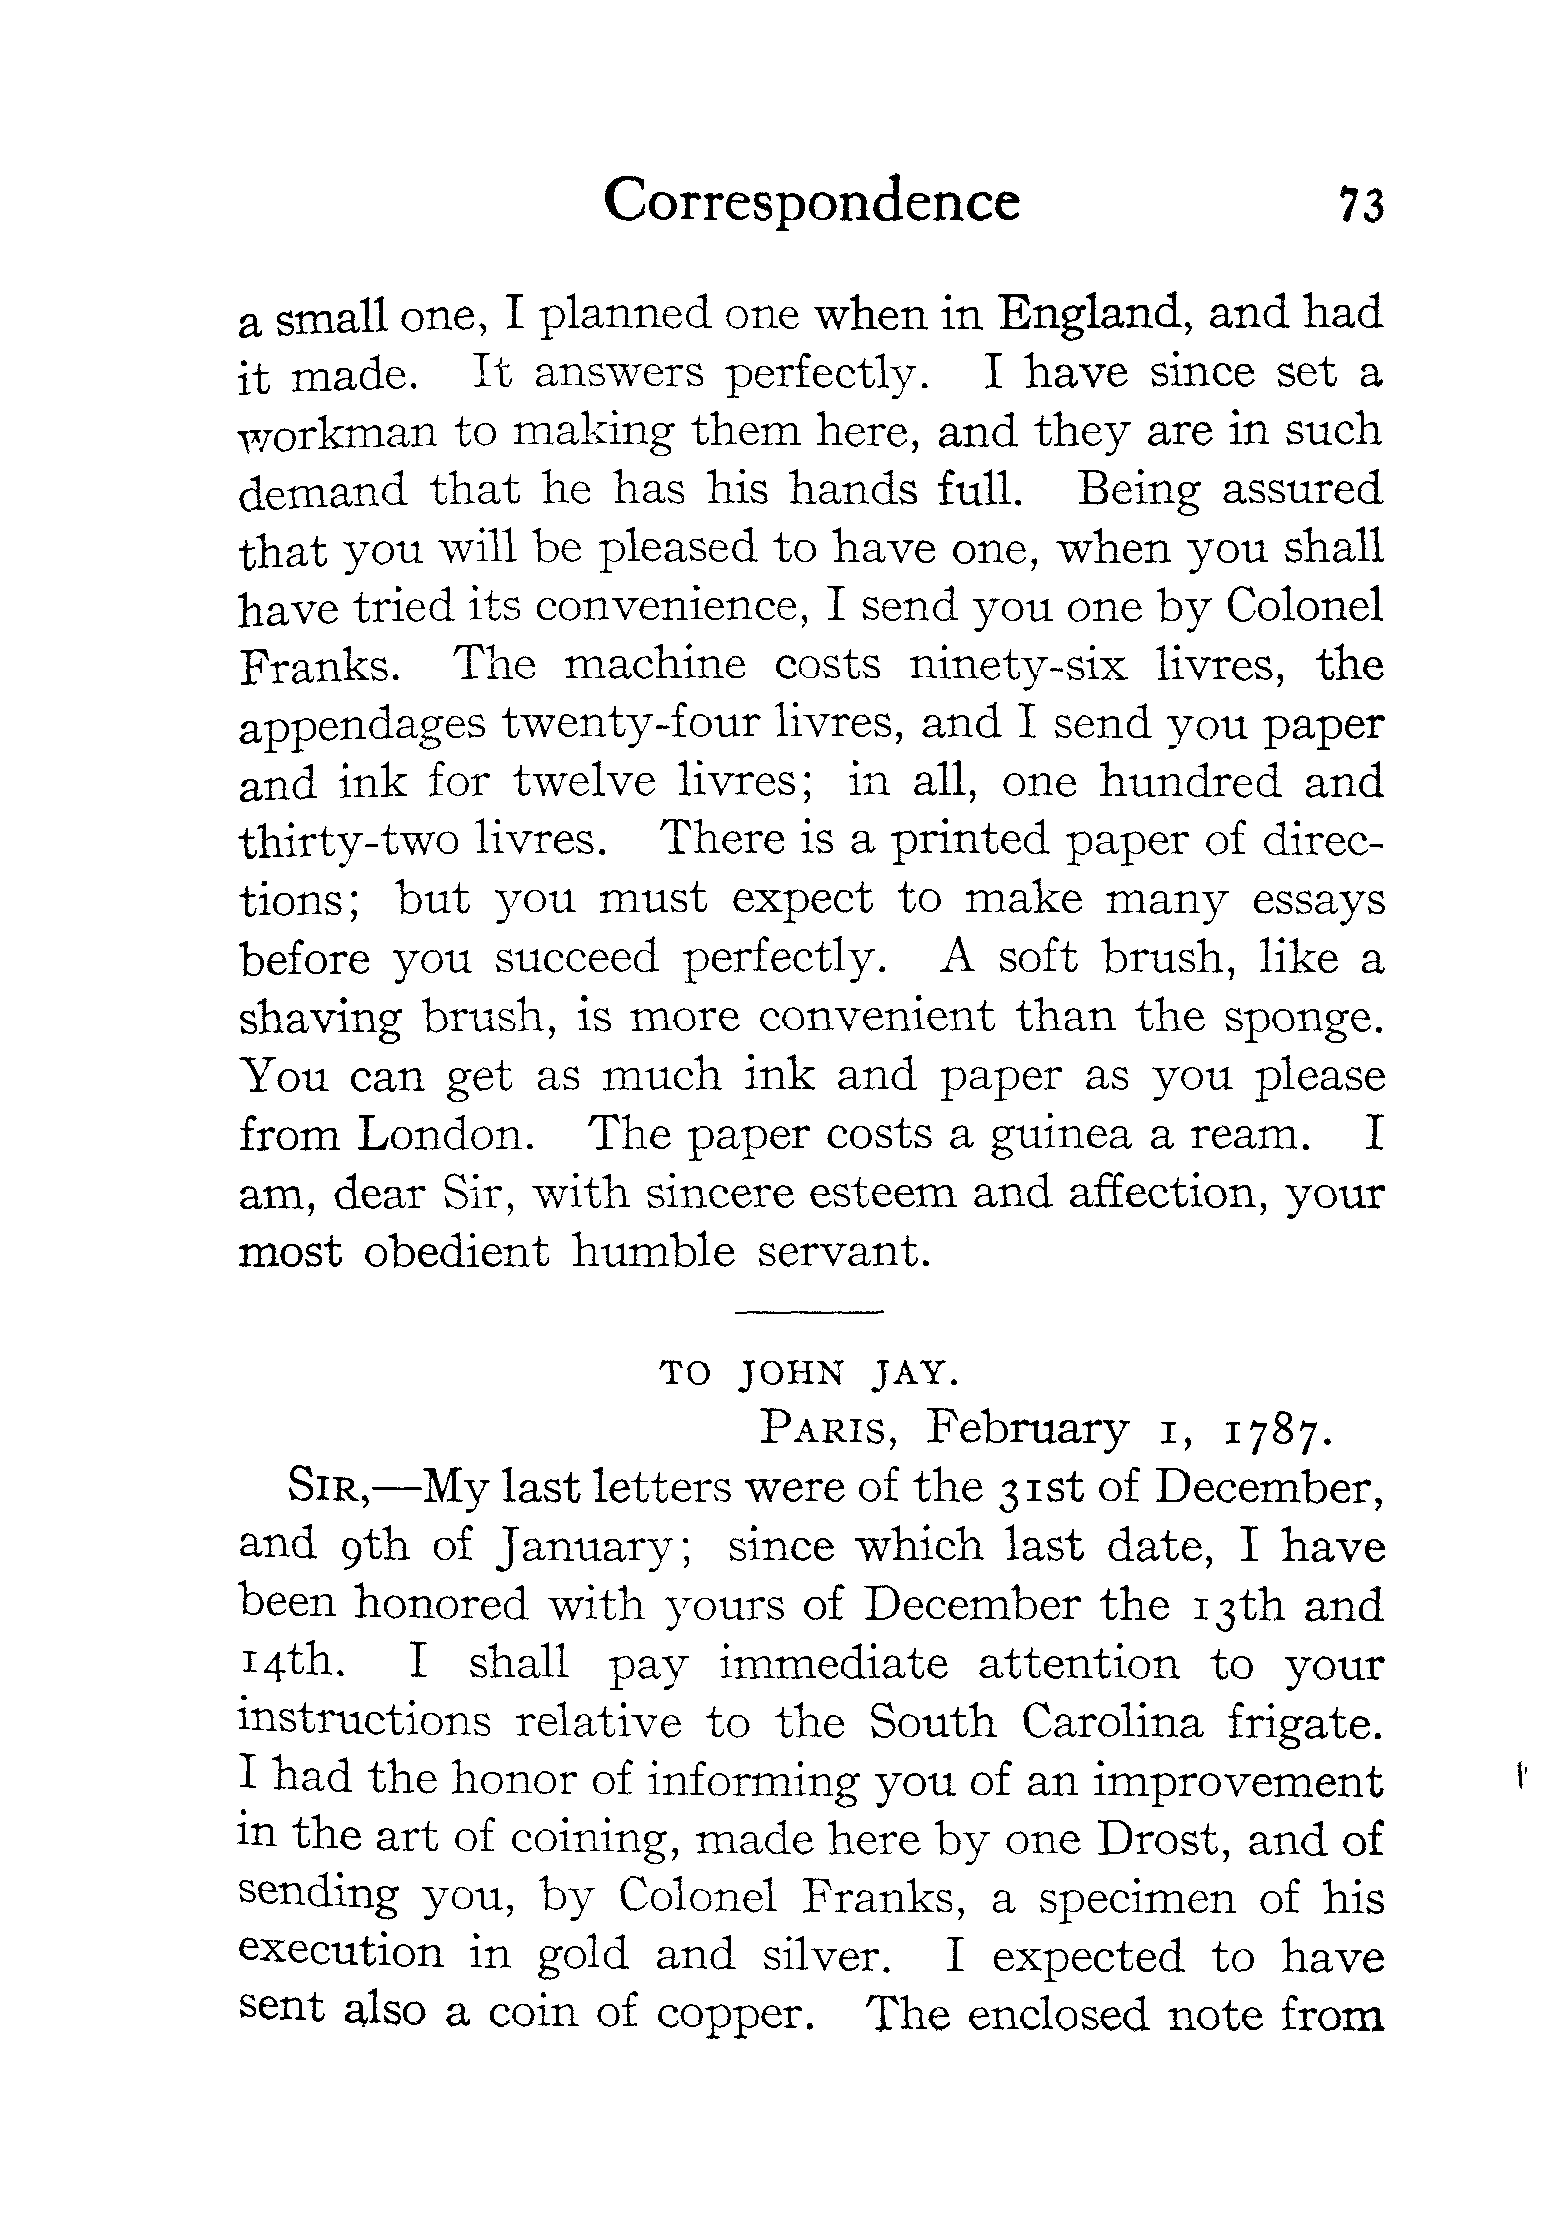 Correspondence 73
a small one, I planned one when in England, and had
it made. It answers perfectly. I have since set a
workman to making them here, and they are in such
demand that he has his hands full. Being assured
that you will be pleased to have one, when you shall
have tried its convenience, I send you one by Colonel
Franks. The machine costs ninety-six livres, the
appendages twenty-four livres, and I send you paper
and ink for twelve livres; in all, one hundred and
thirty-two livres. There is a printed paper of direc-
tions; but you must expect to make many essays
before you succeed perfectly. A soft brush, like a
shaving brush, is more convenient than the sponge.
You can get as much ink and paper as you please
from London. The paper costs a guinea a ream. I
am, dear Sir, with sincere esteem and affection, your
most obedient humble servant.
TO JOHN JAY.
PARIS, February 1, 1787.
SIR,—My last letters were of the 31st of December,
and 9th of January; since which last date, I have
been honored with yours of December the 13th and
14th. I shall pay immediate attention to your
instructions relative to the South Carolina frigate.
I had the honor of informing you of an improvement
in the art of coining, made here by one Drost, and of
sending you, by Colonel Franks, a specimen of his
execution in gold and silver. I expected to have
sent also a coin of copper. The enclosed note from